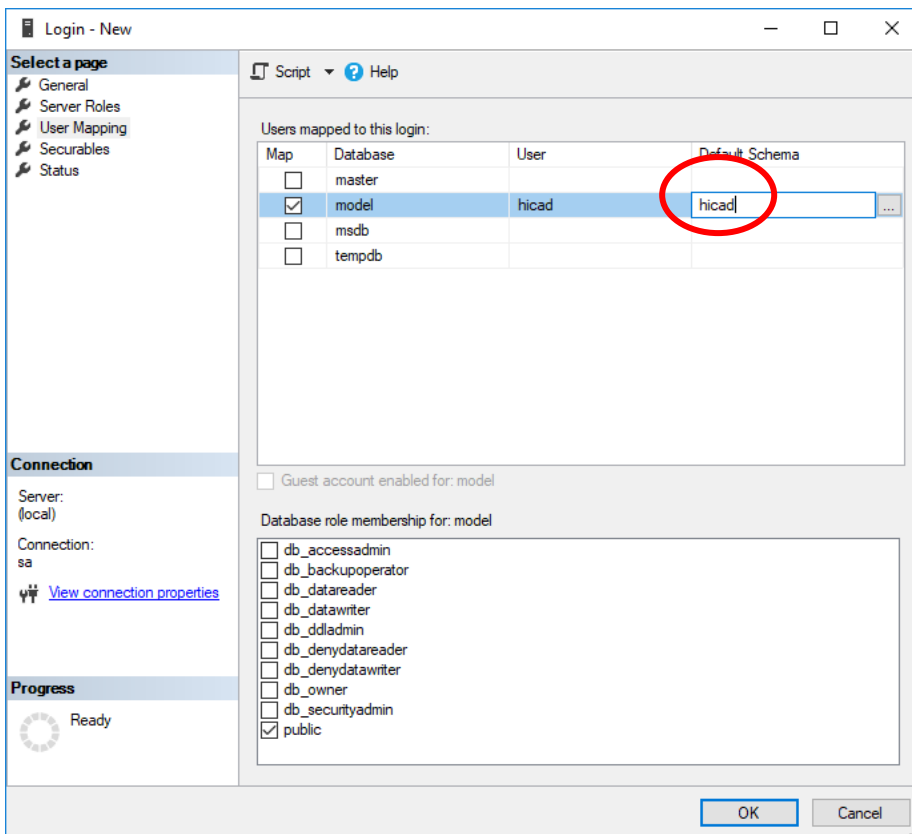 Login - New
Select a page
General
Server Roles
User Mapping
Securables
Status
Script Help
Users mapped to this login:
Map Database User Default Schema
master
model hicad hicad ...
msdb
tempdb
Guest account enabled for: model
Database role membership for: model
db_accessadmin
db_backupoperator
db_datareader
db_datawriter
db_ddladmin
db_denydatareader
db_denydatawriter
db_owner
db_securityadmin
public
Connection
Server:
(local)
Connection:
sa
View connection properties
Progress
Ready
OK Cancel